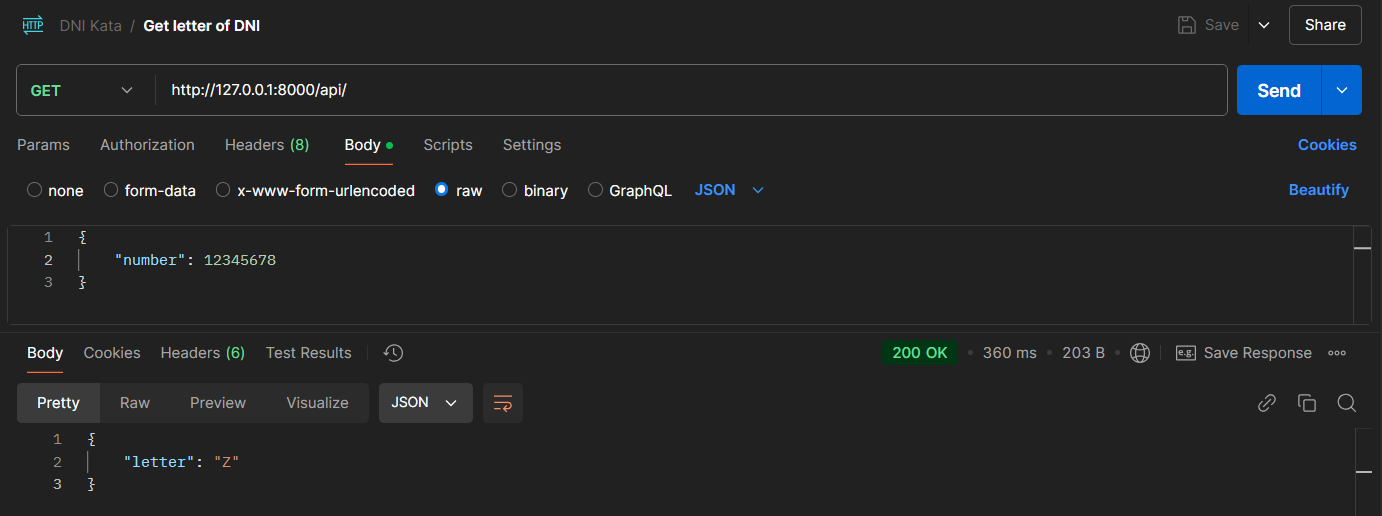 HTTP DNI Kata / Get letter of DNI Save Share
GET http://127.0.0.1:8000/api/ Send
Params Authorization Headers (8) Body Scripts Settings Cookies
none form-data x-www-form-urlencoded raw binary GraphQL JSON Beautify
1 {
2 "number": 12345678
3 }
Body Cookies Headers (6) Test Results 200 OK • 360 ms • 203 B • e.g. Save Response
Pretty Raw Preview Visualize JSON
1 {
2 "letter": "Z"
3 }